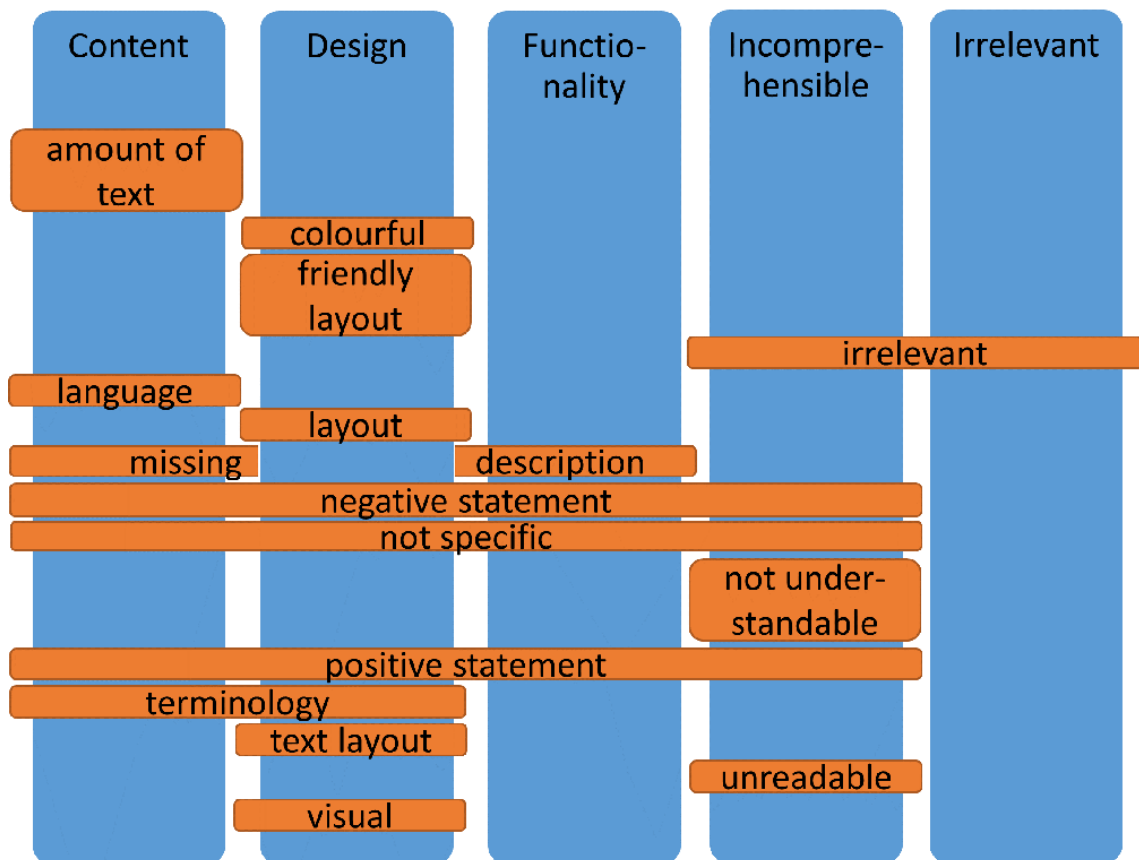 Content
Design
Functio-
nality
Incompre-
hensible
Irrelevant
amount of
text
colourful
friendly
layout
irrelevant
language
layout
missing description
negative statement
not specific
not under-
standable
positive statement
terminology
text layout
unreadable
visual